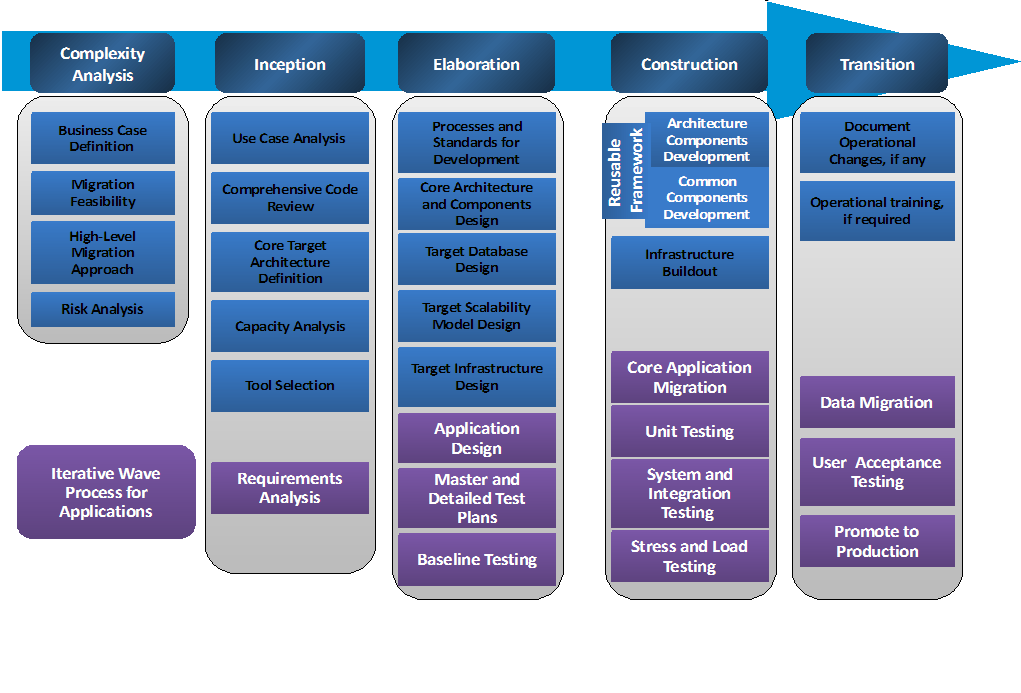 Complexity
Analysis
Inception
Elaboration
Construction
Transition
Business Case
Definition
Migration
Feasibility
High-Level
Migration
Approach
Risk Analysis
Iterative Wave
Process for
Applications
Use Case Analysis
Comprehensive Code
Review
Core Target
Architecture
Definition
Capacity Analysis
Tool Selection
Requirements
Analysis
Processes and
Standards for
Development
Core Architecture
and Components
Design
Target Database
Design
Target Scalability
Model Design
Target Infrastructure
Design
Application
Design
Master and
Detailed Test
Plans
Baseline Testing
Reusable
Framework
Architecture
Components
Development
Common
Components
Development
Infrastructure
Buildout
Core Application
Migration
Unit Testing
System and
Integration
Testing
Stress and Load
Testing
Document
Operational
Changes, if any
Operational training,
if required
Data Migration
User  Acceptance
Testing
Promote to
Production